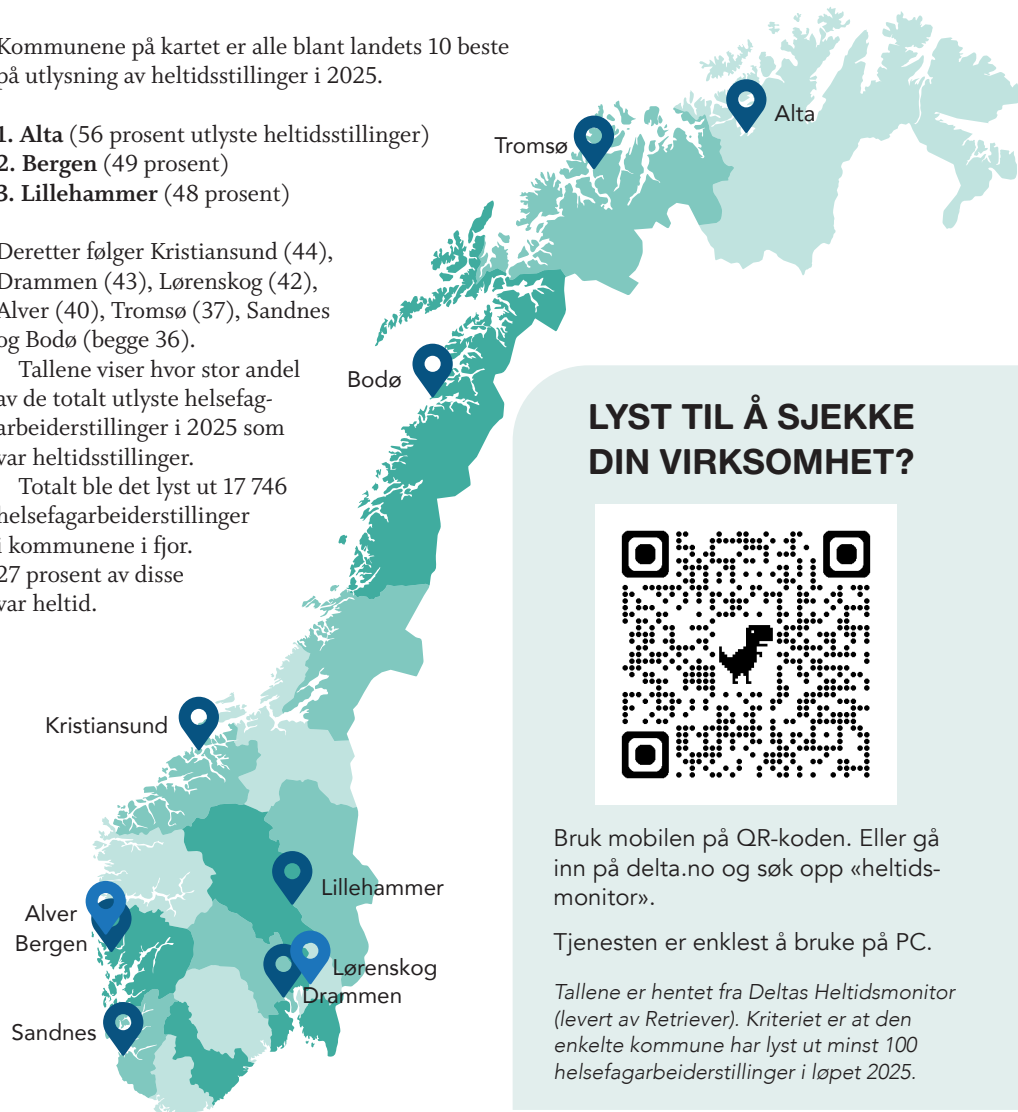 Kommunene på kartet er alle blant landets 10 beste
på utlysning av heltidsstillinger i 2025.
1. Alta (56 prosent utlyste heltidsstillinger)
2. Bergen (49 prosent)
3. Lillehammer (48 prosent)
Deretter følger Kristiansund (44),
Drammen (43), Lørenskog (42),
Alver (40), Tromsø (37), Sandnes
og Bodø (begge 36).
Tallene viser hvor stor andel
av de totalt utlyste helsefag-
arbeiderstillinger i 2025 som
var heltidsstillinger.
Totalt ble det lyst ut 17 746
helsefagarbeiderstillinger
i kommunene i fjor.
27 prosent av disse
var heltid.
Alta
Tromsø
Bodø
Kristiansund
Lillehammer
Alver
Bergen
Lørenskog
Drammen
Sandnes
LYST TIL Å SJEKKE
DIN VIRKSOMHET?
Bruk mobilen på QR-koden. Eller gå
inn på delta.no og søk opp «heltids-
monitor».
Tjenesten er enklest å bruke på PC.
Tallene er hentet fra Deltas Heltidsmonitor
(levert av Retriever). Kriteriet er at den
enkelte kommune har lyst ut minst 100
helsefagarbeiderstillinger i løpet 2025.